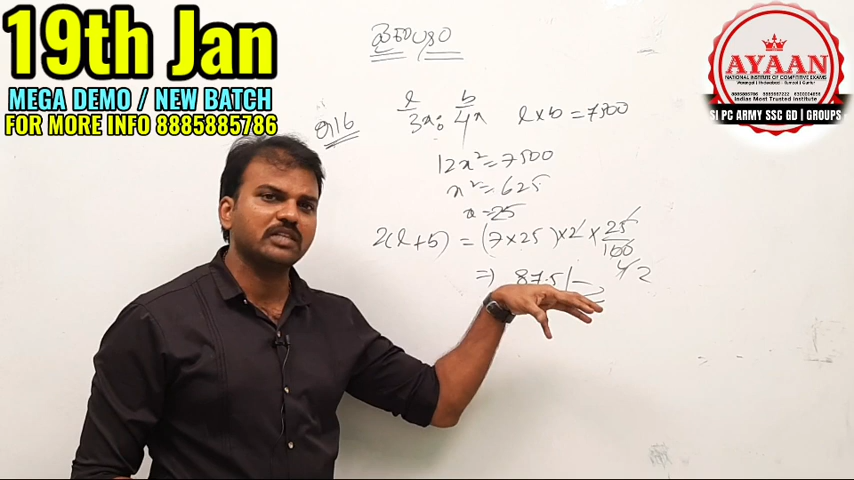 19th Jan
MEGA DEMO / NEW BATCH
FOR MORE INFO 8885885786
AYAAN
NATIONAL INSTITUTE OF COMPETITIVE EXAMS
Indias Most Trusted Institute
SI PC ARMY SSC GD | GROUPS
l b
3x : 4x l x b = 7500
12x² = 7500
x² = 625
x = 25
2(l+b) = (7x25) x 2 x 25/100
⇒ 87.5/-